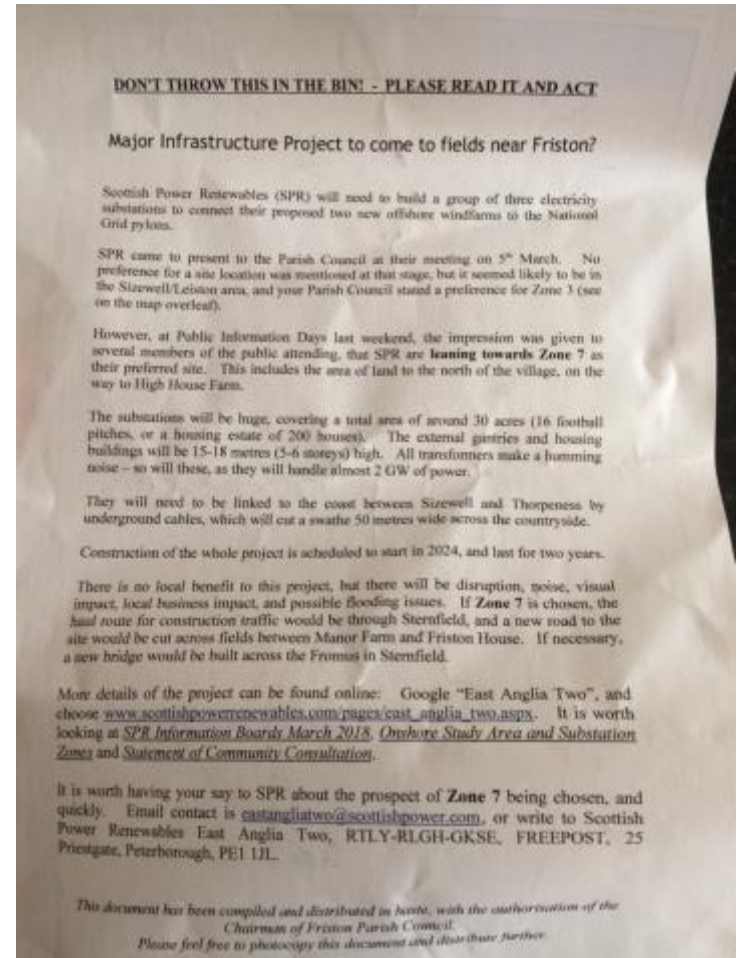 DON'T THROW THIS IN THE BIN! - PLEASE READ IT AND ACT
Major Infrastructure Project to come to fields near Friston?
Scottish Power Renewables (SPR) will need to build a group of three electricity
substations to connect their proposed two new offshore windfarms to the National
Grid pylons.
SPR came to present to the Parish Council at their meeting on 5th March. No
preference for a site location was mentioned at that stage, but it seemed likely to be in
the Sizewell/Leiston area, and your Parish Council stated a preference for Zone 3 (see
on the map overleaf).
However, at Public Information Days last weekend, the impression was given to
several members of the public attending, that SPR are leaning towards Zone 7 as
their preferred site. This includes the area of land to the north of the village, on the
way to High House Farm.
The substations will be huge, covering a total area of around 30 acres (16 football
pitches, or a housing estate of 200 houses). The external gantries and housing
buildings will be 15-18 metres (5-6 storeys) high. All transformers make a humming
noise – so will these, as they will handle almost 2 GW of power.
They will need to be linked to the coast between Sizewell and Thorpeness by
underground cables, which will cut a swathe 50 metres wide across the countryside.
Construction of the whole project is scheduled to start in 2024, and last for two years.
There is no local benefit to this project, but there will be disruption, noise, visual
impact, local business impact, and possible flooding issues. If Zone 7 is chosen, the
haul route for construction traffic would be through Sternfield, and a new road to the
site would be cut across fields between Manor Farm and Friston House. If necessary,
a new bridge would be built across the Fromus in Sternfield.
More details of the project can be found online: Google "East Anglia Two", and
choose www.scottishpowerrenewables.com/pages/east_anglia_two.aspx. It is worth
looking at SPR Information Boards March 2018, Onshore Study Area and Substation
Zones and Statement of Community Consultation.
It is worth having your say to SPR about the prospect of Zone 7 being chosen, and
quickly. Email contact is eastangliatwo@scottishpower.com, or write to Scottish
Power Renewables East Anglia Two, RTLY-RLGH-GKSE, FREEPOST, 25
Priestgate, Peterborough, PE1 1JL.
This document has been compiled and distributed in haste, with the authorisation of the
Chairman of Friston Parish Council.
Please feel free to photocopy this document and distribute further.